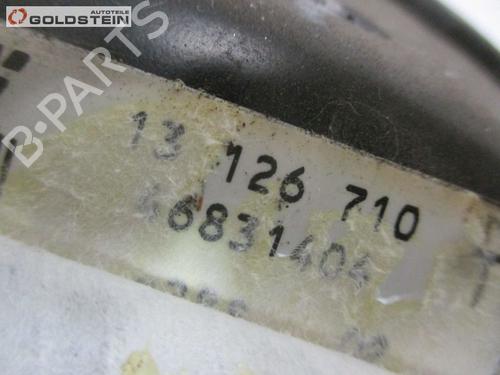 AUTOTEILE
GOLDSTEIN
B-PARTS
13 126 710
46831404